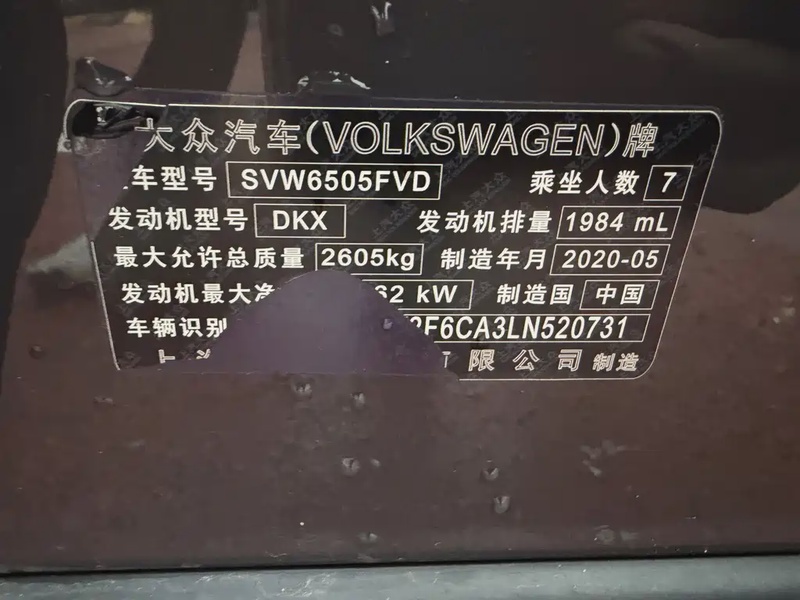 大众汽车(VOLKSWAGEN)牌
车型号 SVW6505FVD 乘坐人数 7
发动机型号 DKX 发动机排量 1984 mL
最大允许总质量 2605kg 制造年月 2020-05
发动机最大净 62 kW 制造国 中国
车辆识别 F6CA3LN520731
上 限公司 制造